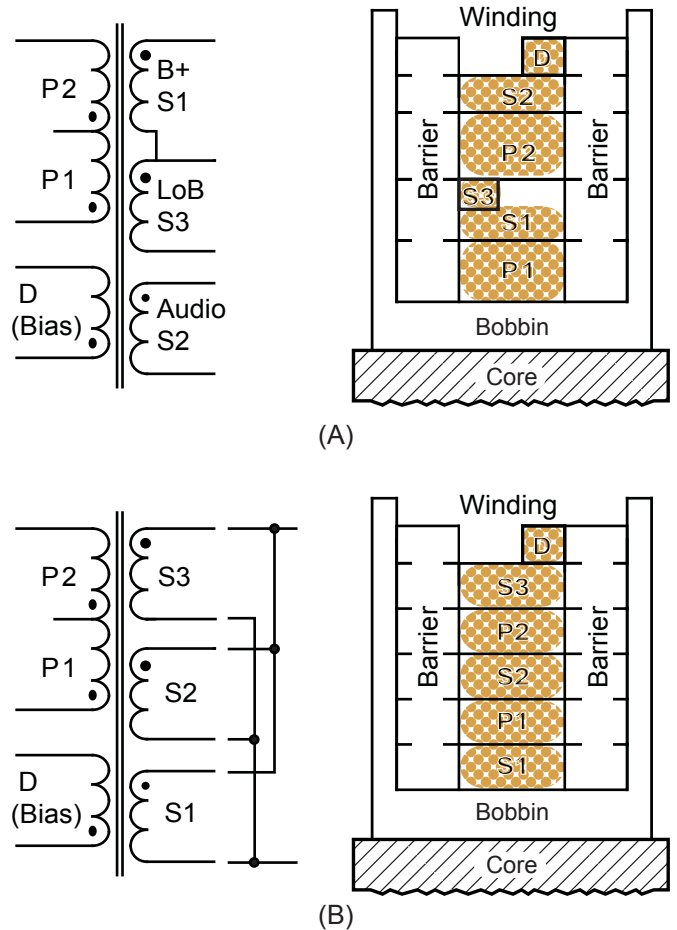 P2
P1
D
(Bias)
B+
S1
LoB
S3
Audio
S2
Winding
D
S2
P2
S3
S1
P1
Barrier
Barrier
Bobbin
Core
(A)
P2
P1
D
(Bias)
S3
S2
S1
Winding
D
S3
P2
S2
P1
S1
Barrier
Barrier
Bobbin
Core
(B)